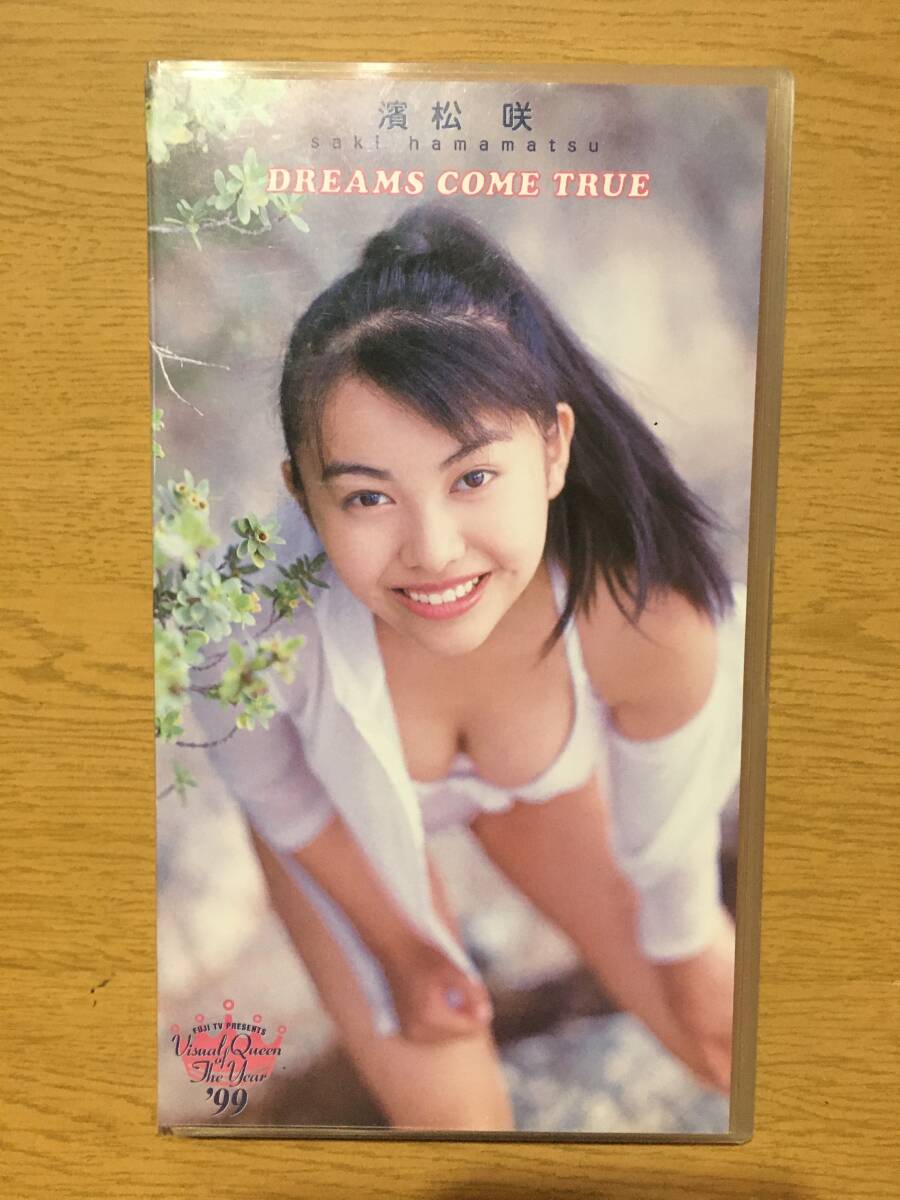 濱松 咲
saki hamamatsu
DREAMS COME TRUE
FUJI TV PRESENTS
Visual Queen
of
The Year
'99